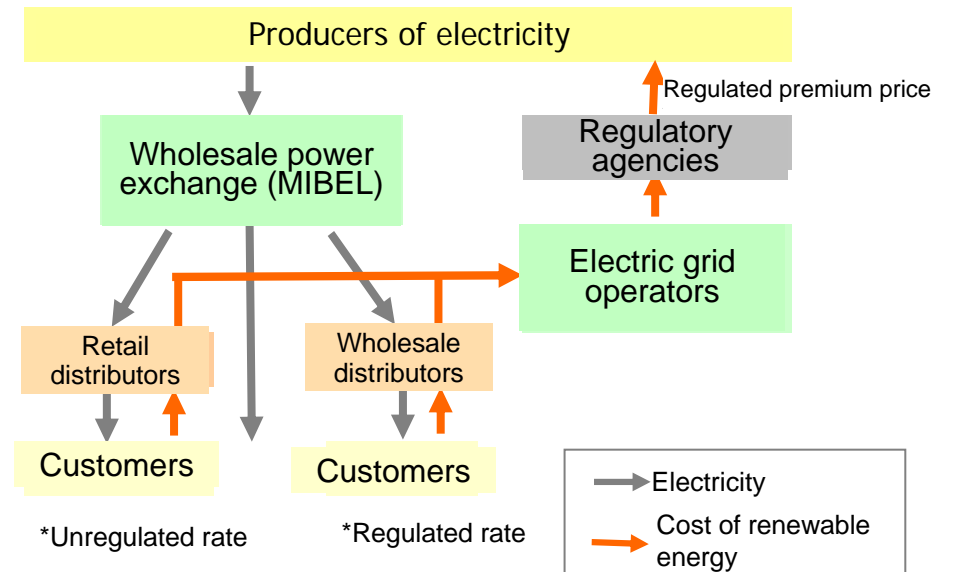 Producers of electricity
Regulated premium price
Wholesale power
exchange (MIBEL)
Regulatory
agencies
Electric grid
operators
Retail
distributors
Wholesale
distributors
Customers
Customers
*Unregulated rate
*Regulated rate
Electricity
Cost of renewable
energy